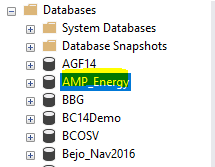 Databases
System Databases
Database Snapshots
AGF14
AMP_Energy
BBG
BC14Demo
BCOSV
Bejo_Nav2016